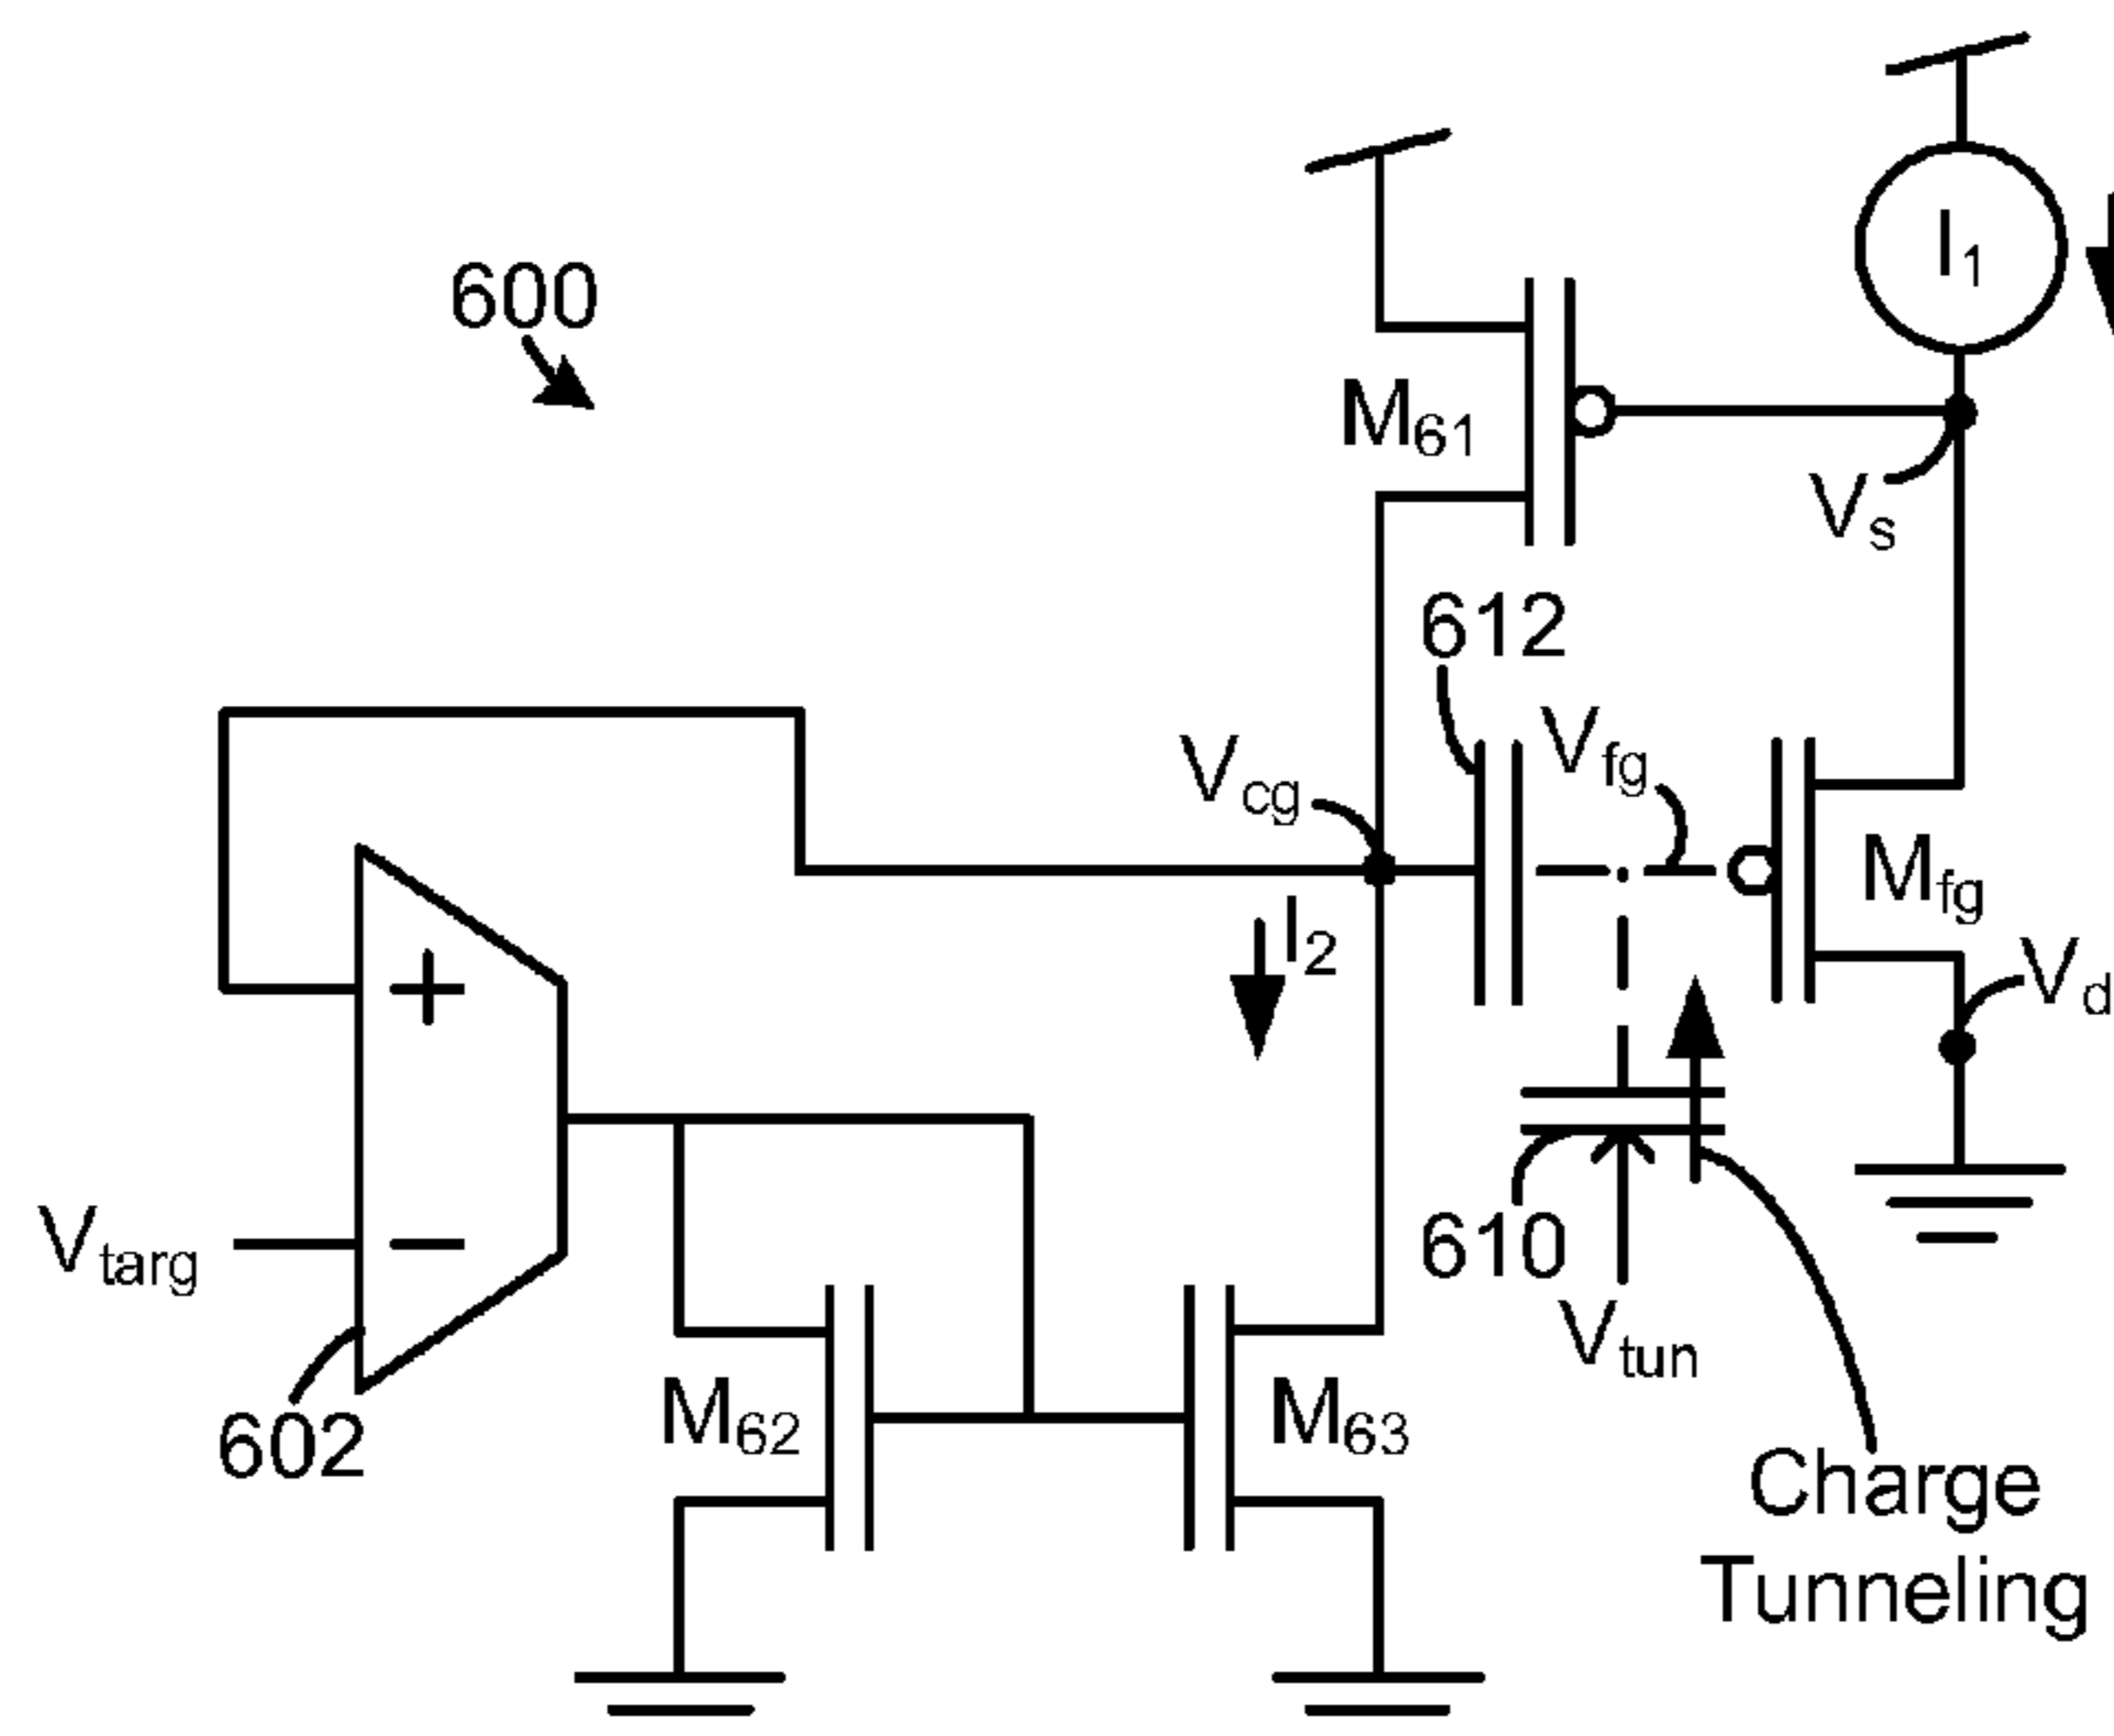 I1
600
M61
Vs
612
Vfg
Vcg
Mfg
I2
Vd
+
Vtarg
−
610
Vtun
M62
M63
602
Charge
Tunneling